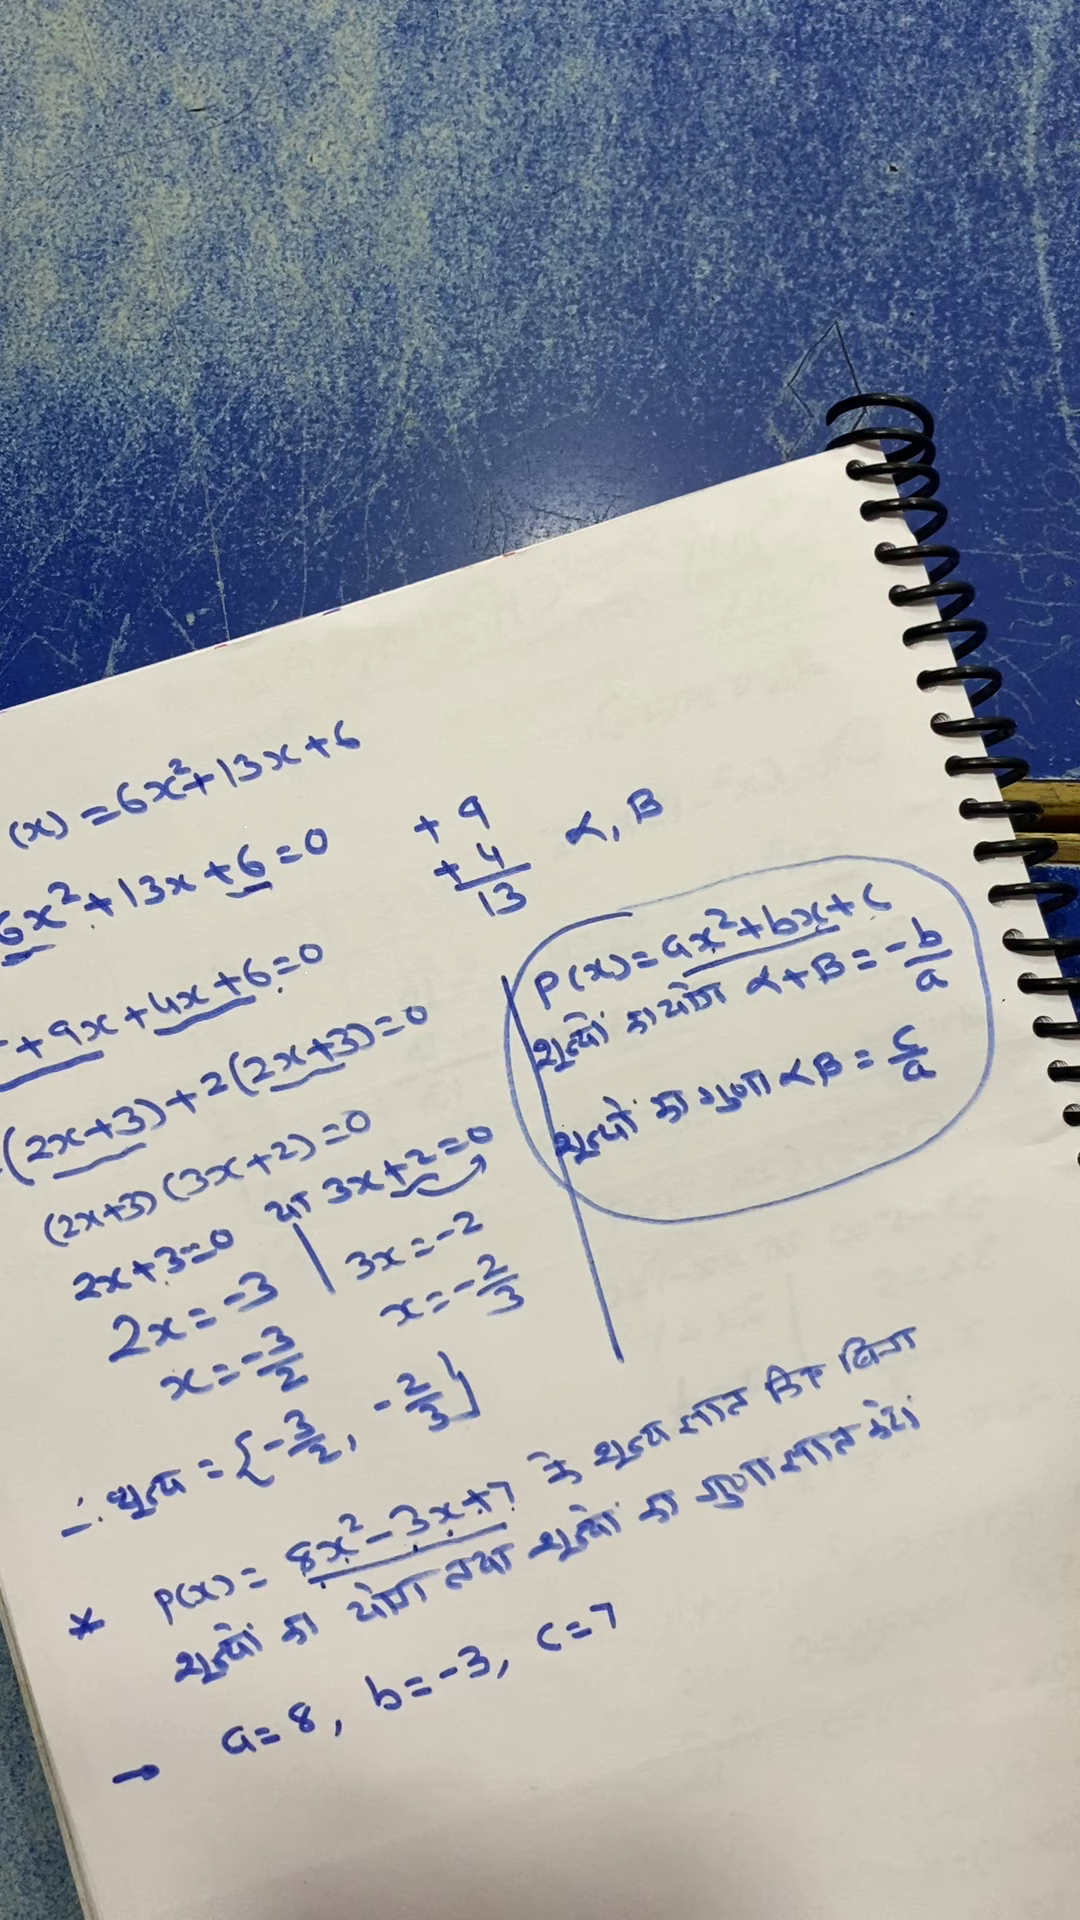 (x) = 6x²+13x+6
6x²+13x+6=0
+9
+4
13
α, β
+9x+4x+6=0
(2x+3)+2(2x+3)=0
(2x+3)(3x+2)=0
2x+3=0 या 3x+2=0
2x=-3
3x=-2
x=-3/2
x=-2/3
∴ शून्य = {-3/2, -2/3}
P(x)=ax²+bx+c
शून्यों का योग α+β = -b/a
शून्यों का गुणा αβ = c/a
* P(x) = 8x²-3x+7 के शून्य ज्ञात किए बिना
शून्यों का योग तथा शून्यों का गुणा ज्ञात करो
→ a=8, b=-3, c=7